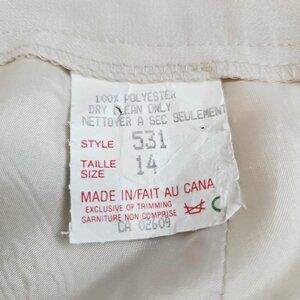 100% POLYESTER
DRY CLEAN ONLY
NETTOYER A SEC SEULEMENT
STYLE 531
TAILLE
SIZE 14
MADE IN/FAIT AU CANA
EXCLUSIVE OF TRIMMING
GARNITURE NON COMPRISE
CA 02609